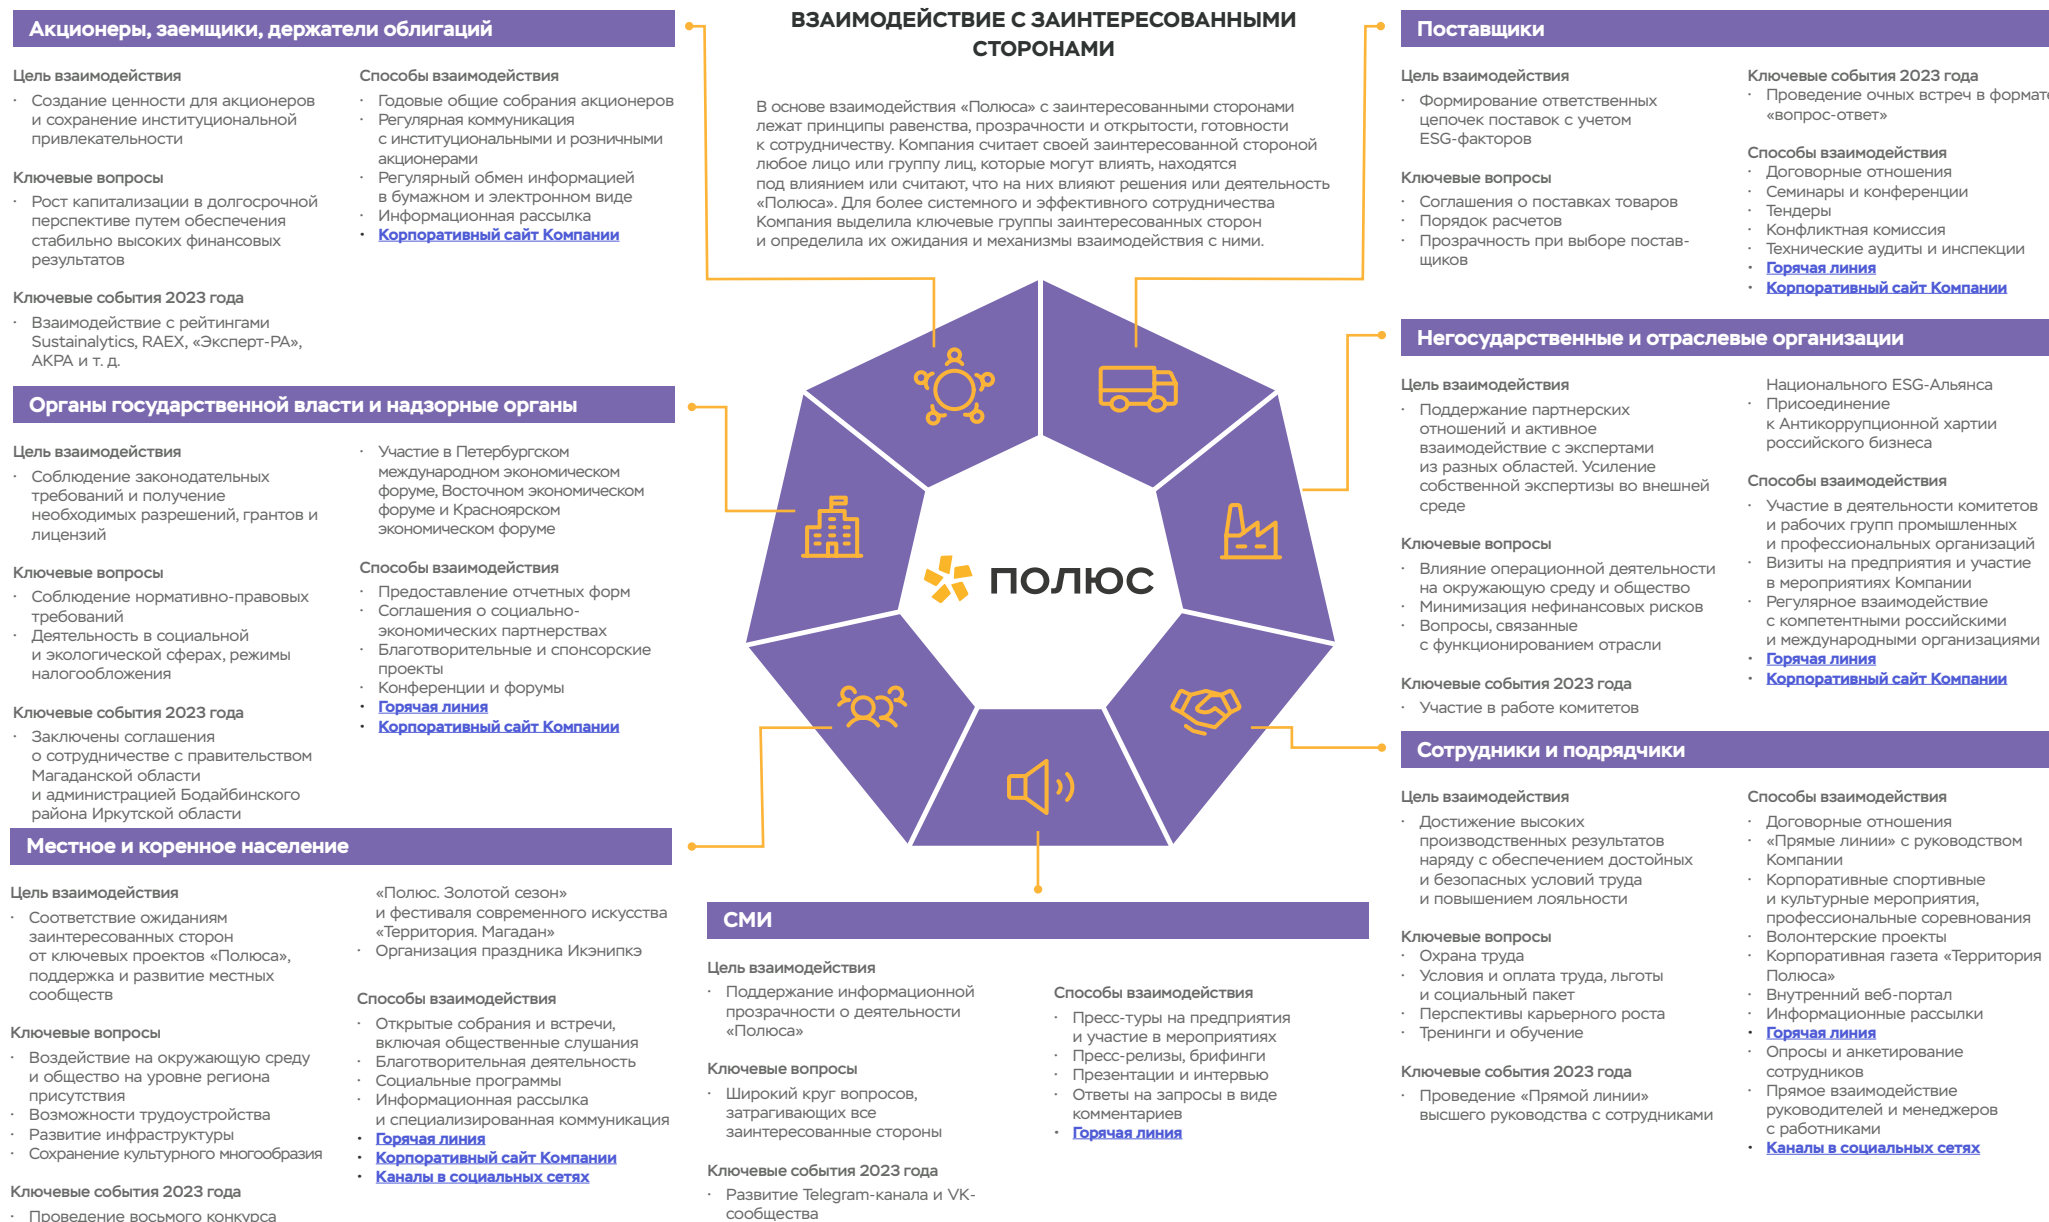 ВЗАИМОДЕЙСТВИЕ С ЗАИНТЕРЕСОВАННЫМИ
СТОРОНАМИ
В основе взаимодействия «Полюса» с заинтересованными сторонами
лежат принципы равенства, прозрачности и открытости, готовности
к сотрудничеству. Компания считает своей заинтересованной стороной
любое лицо или группу лиц, которые могут влиять, находятся
под влиянием или считают, что на них влияют решения или деятельность
«Полюса». Для более системного и эффективного сотрудничества
Компания выделила ключевые группы заинтересованных сторон
и определила их ожидания и механизмы взаимодействия с ними.
Акционеры, заемщики, держатели облигаций
Цель взаимодействия
· Создание ценности для акционеров
и сохранение институциональной
привлекательности
Ключевые вопросы
· Рост капитализации в долгосрочной
перспективе путем обеспечения
стабильно высоких финансовых
результатов
Ключевые события 2023 года
· Взаимодействие с рейтингами
Sustainalytics, RAEX, «Эксперт-РА»,
АКРА и т. д.
Способы взаимодействия
· Годовые общие собрания акционеров
· Регулярная коммуникация
с институциональными и розничными
акционерами
· Регулярный обмен информацией
в бумажном и электронном виде
· Информационная рассылка
· Корпоративный сайт Компании
Органы государственной власти и надзорные органы
Цель взаимодействия
· Соблюдение законодательных
требований и получение
необходимых разрешений, грантов и
лицензий
Ключевые вопросы
· Соблюдение нормативно-правовых
требований
· Деятельность в социальной
и экологической сферах, режимы
налогообложения
Ключевые события 2023 года
· Заключены соглашения
о сотрудничестве с правительством
Магаданской области
и администрацией Бодайбинского
района Иркутской области
· Участие в Петербургском
международном экономическом
форуме, Восточном экономическом
форуме и Красноярском
экономическом форуме
Способы взаимодействия
· Предоставление отчетных форм
· Соглашения о социально-
экономических партнерствах
· Благотворительные и спонсорские
проекты
· Конференции и форумы
· Горячая линия
· Корпоративный сайт Компании
Местное и коренное население
Цель взаимодействия
· Соответствие ожиданиям
заинтересованных сторон
от ключевых проектов «Полюса»,
поддержка и развитие местных
сообществ
Ключевые вопросы
· Воздействие на окружающую среду
и общество на уровне региона
присутствия
· Возможности трудоустройства
· Развитие инфраструктуры
· Сохранение культурного многообразия
Ключевые события 2023 года
· Проведение восьмого конкурса
«Полюс. Золотой сезон»
и фестиваля современного искусства
«Территория. Магадан»
· Организация праздника Икэнипкэ
Способы взаимодействия
· Открытые собрания и встречи,
включая общественные слушания
· Благотворительная деятельность
· Социальные программы
· Информационная рассылка
и специализированная коммуникация
· Горячая линия
· Корпоративный сайт Компании
· Каналы в социальных сетях
ПОЛЮС
СМИ
Цель взаимодействия
· Поддержание информационной
прозрачности о деятельности
«Полюса»
Ключевые вопросы
· Широкий круг вопросов,
затрагивающих все
заинтересованные стороны
Ключевые события 2023 года
· Развитие Telegram-канала и VK-
сообщества
Способы взаимодействия
· Пресс-туры на предприятия
и участие в мероприятиях
· Пресс-релизы, брифинги
· Презентации и интервью
· Ответы на запросы в виде
комментариев
· Горячая линия
Поставщики
Цель взаимодействия
· Формирование ответственных
цепочек поставок с учетом
ESG-факторов
Ключевые вопросы
· Соглашения о поставках товаров
· Порядок расчетов
· Прозрачность при выборе постав-
щиков
Ключевые события 2023 года
· Проведение очных встреч в формате
«вопрос-ответ»
Способы взаимодействия
· Договорные отношения
· Семинары и конференции
· Тендеры
· Конфликтная комиссия
· Технические аудиты и инспекции
· Горячая линия
· Корпоративный сайт Компании
Негосударственные и отраслевые организации
Цель взаимодействия
· Поддержание партнерских
отношений и активное
взаимодействие с экспертами
из разных областей. Усиление
собственной экспертизы во внешней
среде
Ключевые вопросы
· Влияние операционной деятельности
на окружающую среду и общество
· Минимизация нефинансовых рисков
· Вопросы, связанные
с функционированием отрасли
Ключевые события 2023 года
· Участие в работе комитетов
Национального ESG-Альянса
· Присоединение
к Антикоррупционной хартии
российского бизнеса
Способы взаимодействия
· Участие в деятельности комитетов
и рабочих групп промышленных
и профессиональных организаций
· Визиты на предприятия и участие
в мероприятиях Компании
· Регулярное взаимодействие
с компетентными российскими
и международными организациями
· Горячая линия
· Корпоративный сайт Компании
Сотрудники и подрядчики
Цель взаимодействия
· Достижение высоких
производственных результатов
наряду с обеспечением достойных
и безопасных условий труда
и повышением лояльности
Ключевые вопросы
· Охрана труда
· Условия и оплата труда, льготы
и социальный пакет
· Перспективы карьерного роста
· Тренинги и обучение
Ключевые события 2023 года
· Проведение «Прямой линии»
высшего руководства с сотрудниками
Способы взаимодействия
· Договорные отношения
· «Прямые линии» с руководством
Компании
· Корпоративные спортивные
и культурные мероприятия,
профессиональные соревнования
· Волонтерские проекты
· Корпоративная газета «Территория
Полюса»
· Внутренний веб-портал
· Информационные рассылки
· Горячая линия
· Опросы и анкетирование
сотрудников
· Прямое взаимодействие
руководителей и менеджеров
с работниками
· Каналы в социальных сетях